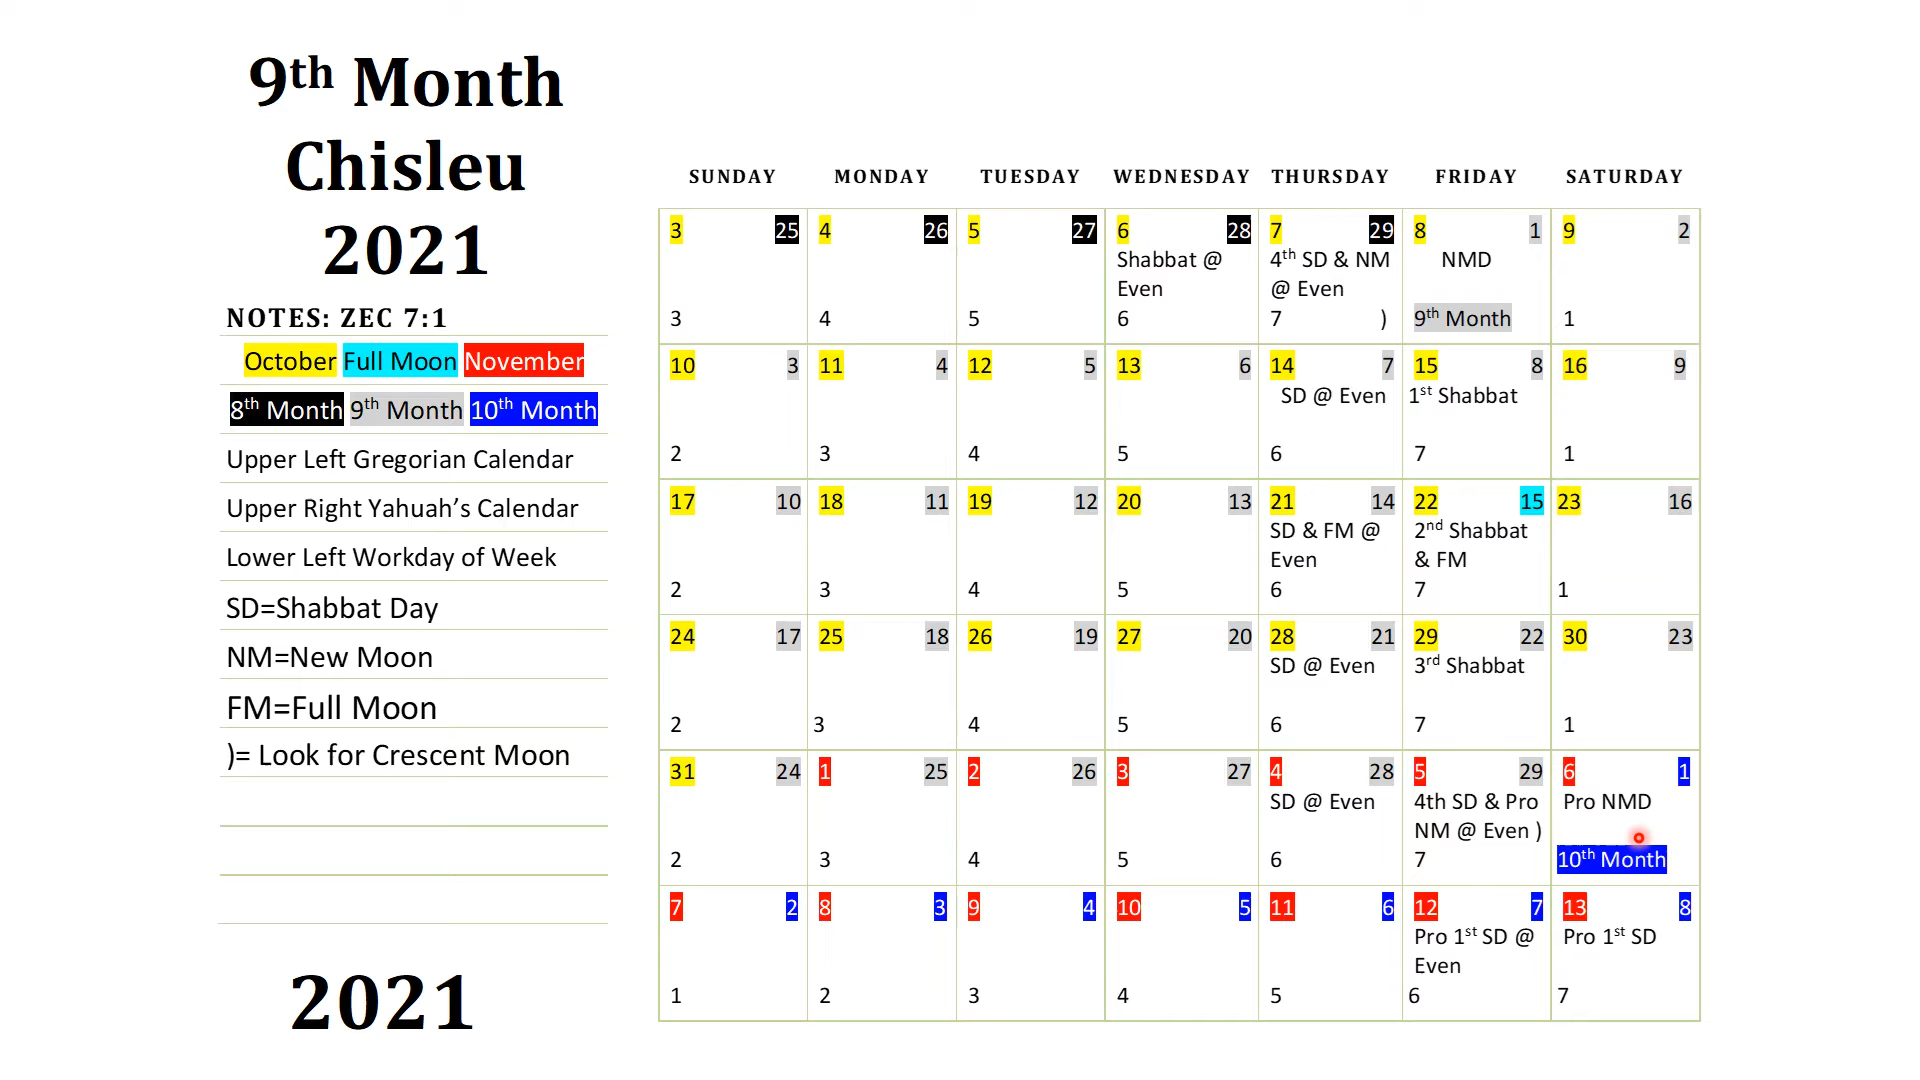 9th Month
Chisleu
2021
NOTES: ZEC 7:1
October Full Moon November
8th Month 9th Month 10th Month
Upper Left Gregorian Calendar
Upper Right Yahuah’s Calendar
Lower Left Workday of Week
SD=Shabbat Day
NM=New Moon
FM=Full Moon
)= Look for Crescent Moon
2021
SUNDAY MONDAY TUESDAY WEDNESDAY THURSDAY FRIDAY SATURDAY
3 25 4 26 5 27 6 28 7 29 8 1 9 2
Shabbat @ 4th SD & NM NMD
Even @ Even
3 4 5 6 7 ) 9th Month 1
10 3 11 4 12 5 13 6 14 7 15 8 16 9
SD @ Even 1st Shabbat
2 3 4 5 6 7 1
17 10 18 11 19 12 20 13 21 14 22 15 23 16
SD & FM @ 2nd Shabbat
Even & FM
2 3 4 5 6 7 1
24 17 25 18 26 19 27 20 28 21 29 22 30 23
SD @ Even 3rd Shabbat
2 3 4 5 6 7 1
31 24 1 25 2 26 3 27 4 28 5 29 6 1
SD @ Even 4th SD & Pro Pro NMD
NM @ Even )
2 3 4 5 6 7 10th Month
7 2 8 3 9 4 10 5 11 6 12 7 13 8
Pro 1st SD @ Pro 1st SD
Even
1 2 3 4 5 6 7